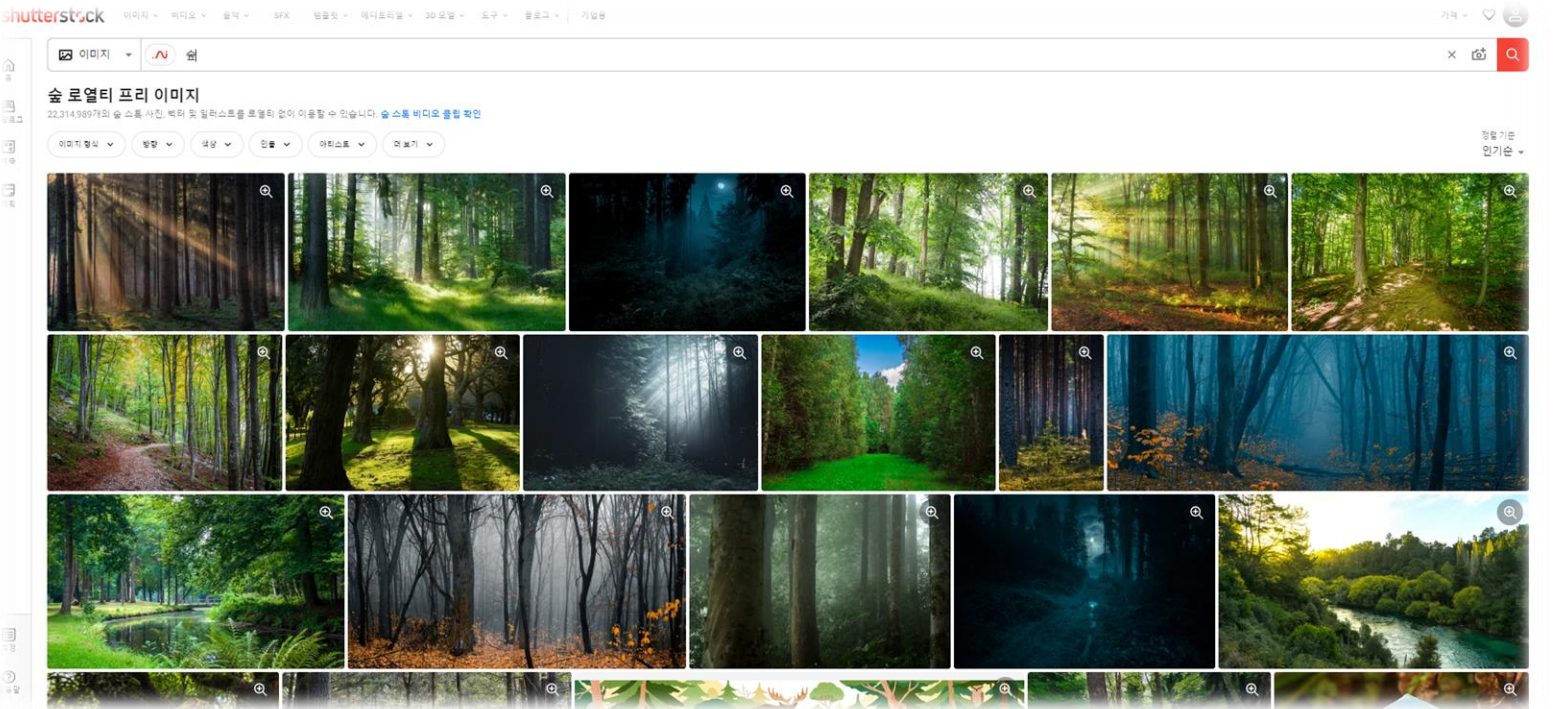 shutterstock
이미지 비디오 음악 SFX 템플릿 에디토리얼 3D 모델 도구 블로그 기업용 가격
이미지 숲
숲 로열티 프리 이미지
22,314,989개의 숲 스톡 사진, 벡터 및 일러스트를 로열티 없이 이용할 수 있습니다. 숲 스톡 비디오 클립 확인
이미지 형식 방향 색상 인물 아티스트 더 보기
정렬 기준
인기순
홈